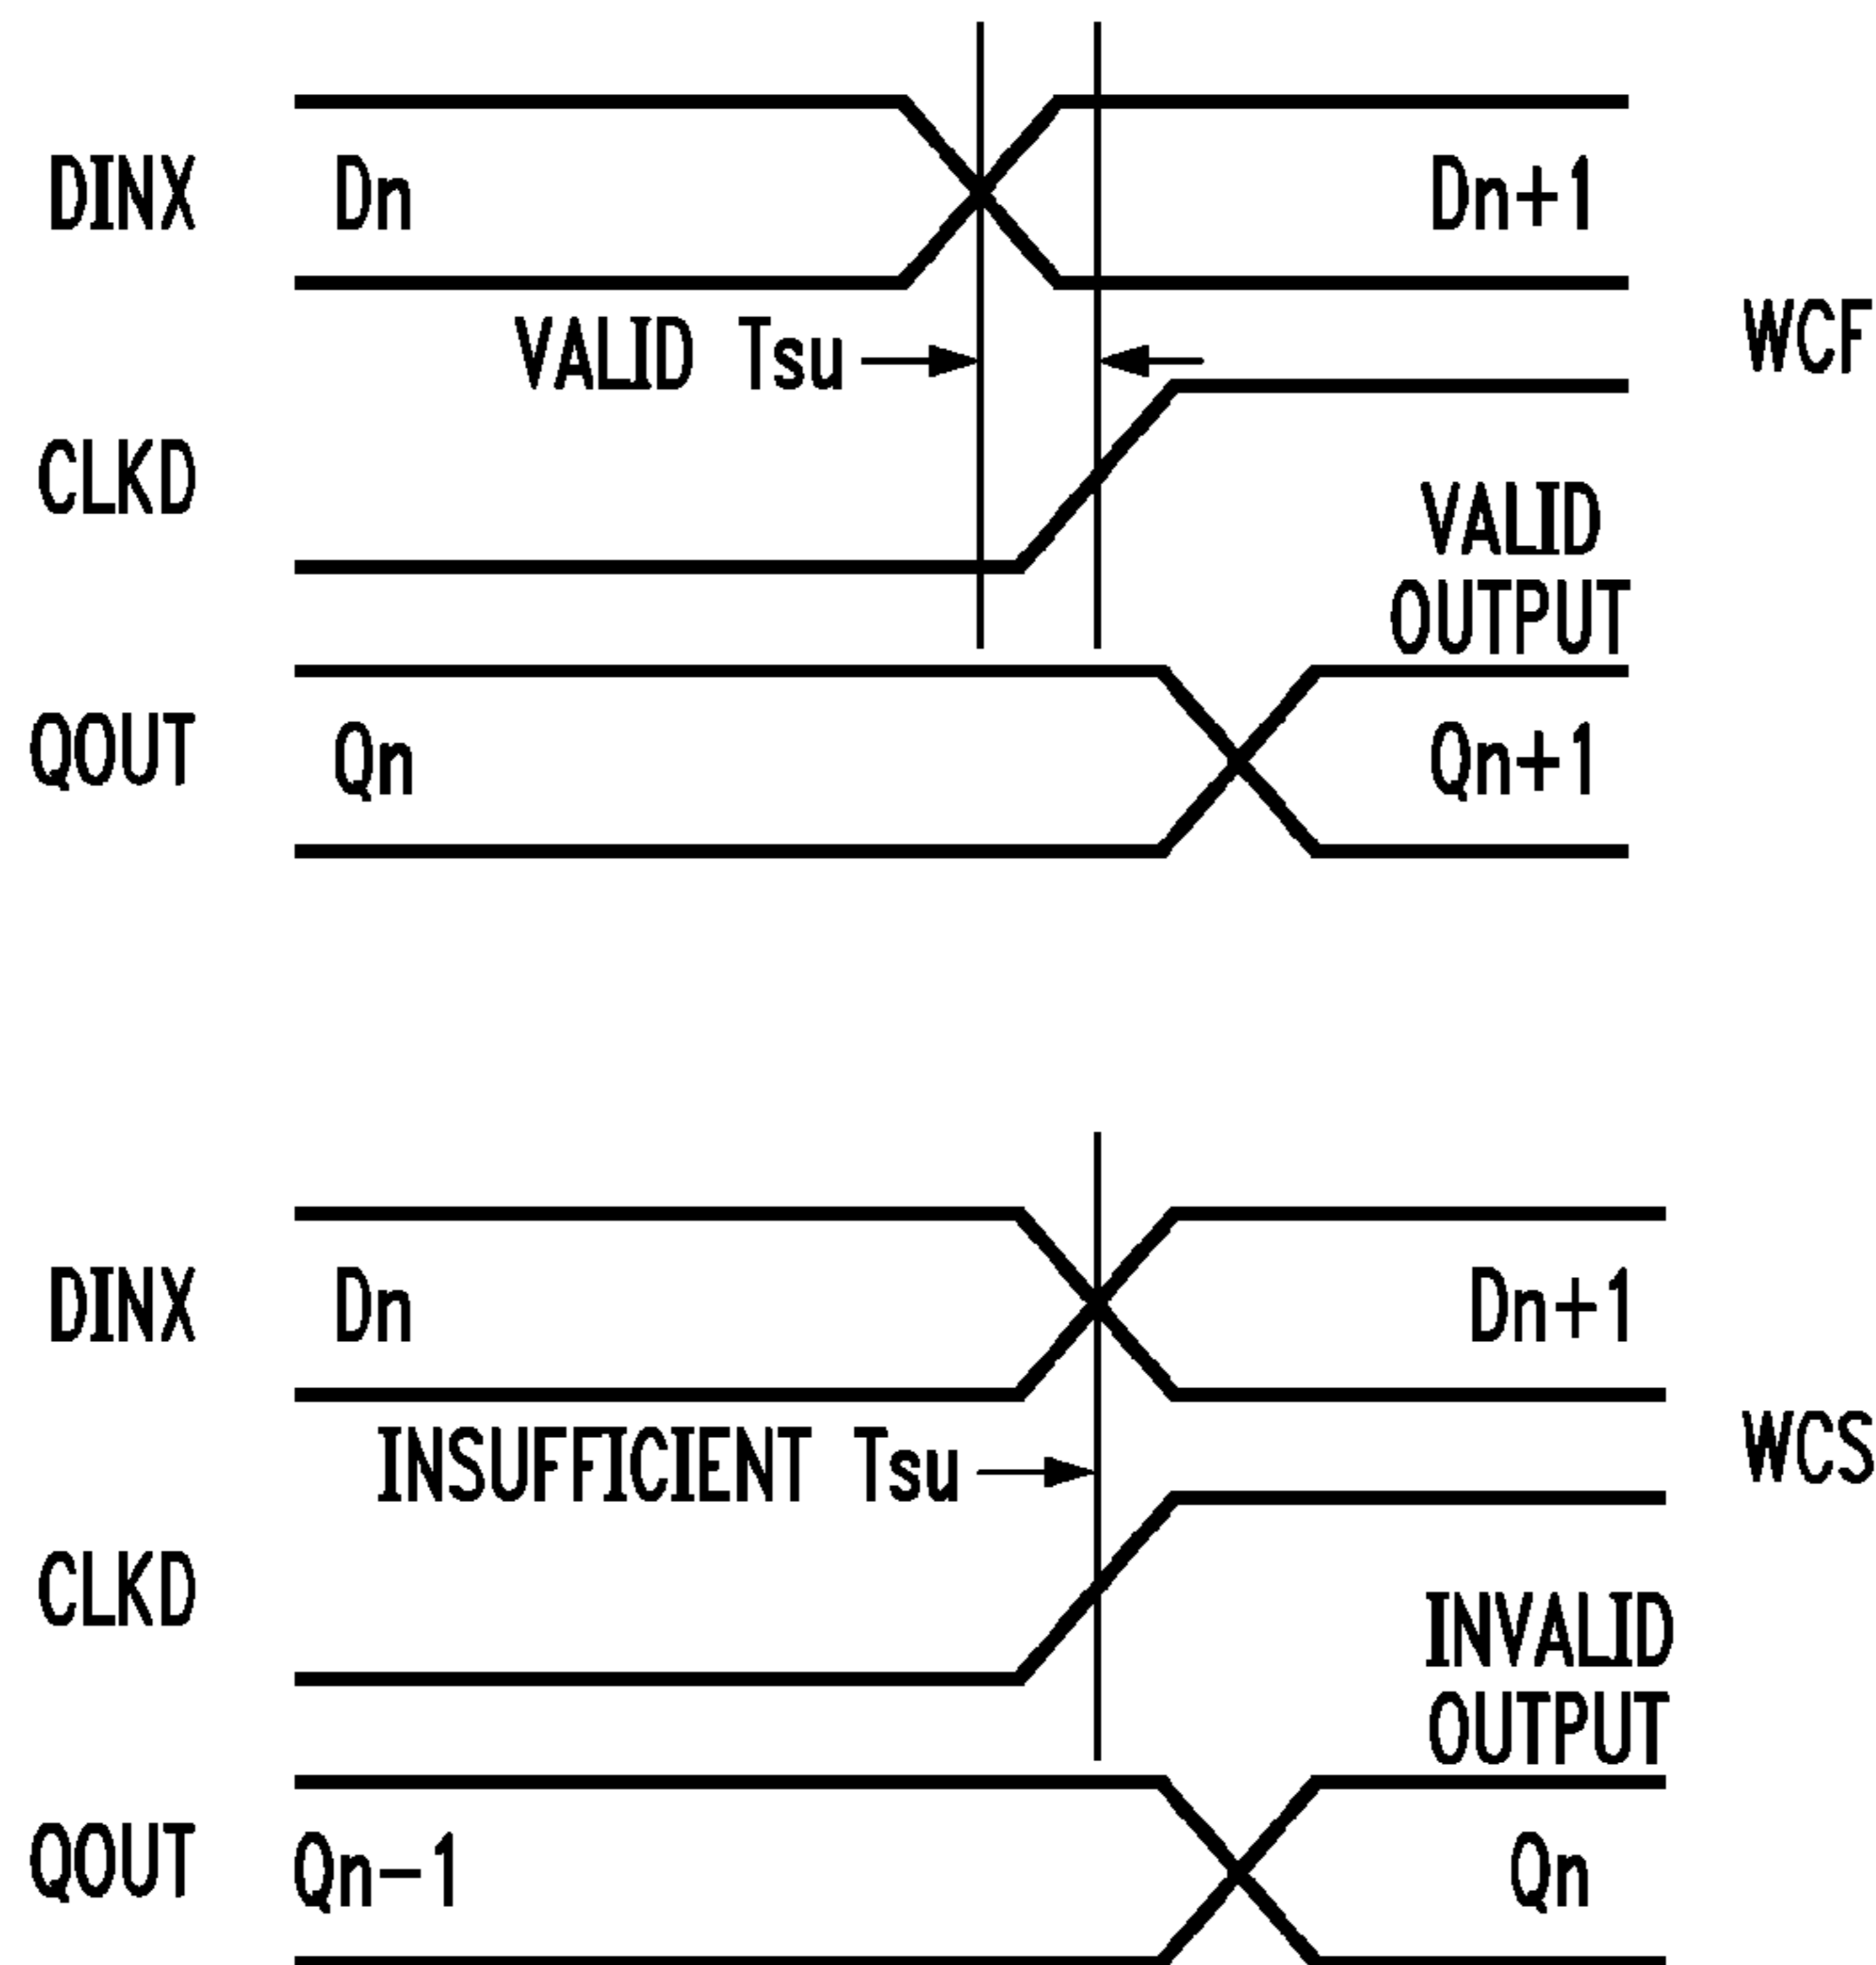 DINX Dn Dn+1
VALID Tsu
WCF
CLKD
VALID
OUTPUT
QOUT Qn Qn+1
DINX Dn Dn+1
INSUFFICIENT Tsu
WCS
CLKD
INVALID
OUTPUT
QOUT Qn-1 Qn